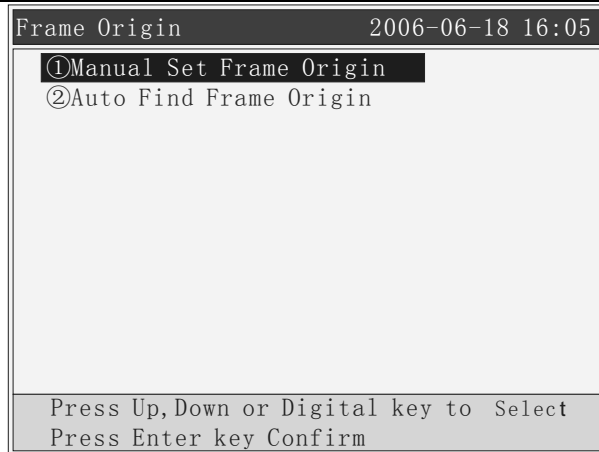 Frame Origin 2006-06-18 16:05
①Manual Set Frame Origin
②Auto Find Frame Origin
Press Up,Down or Digital key to Select
Press Enter key Confirm